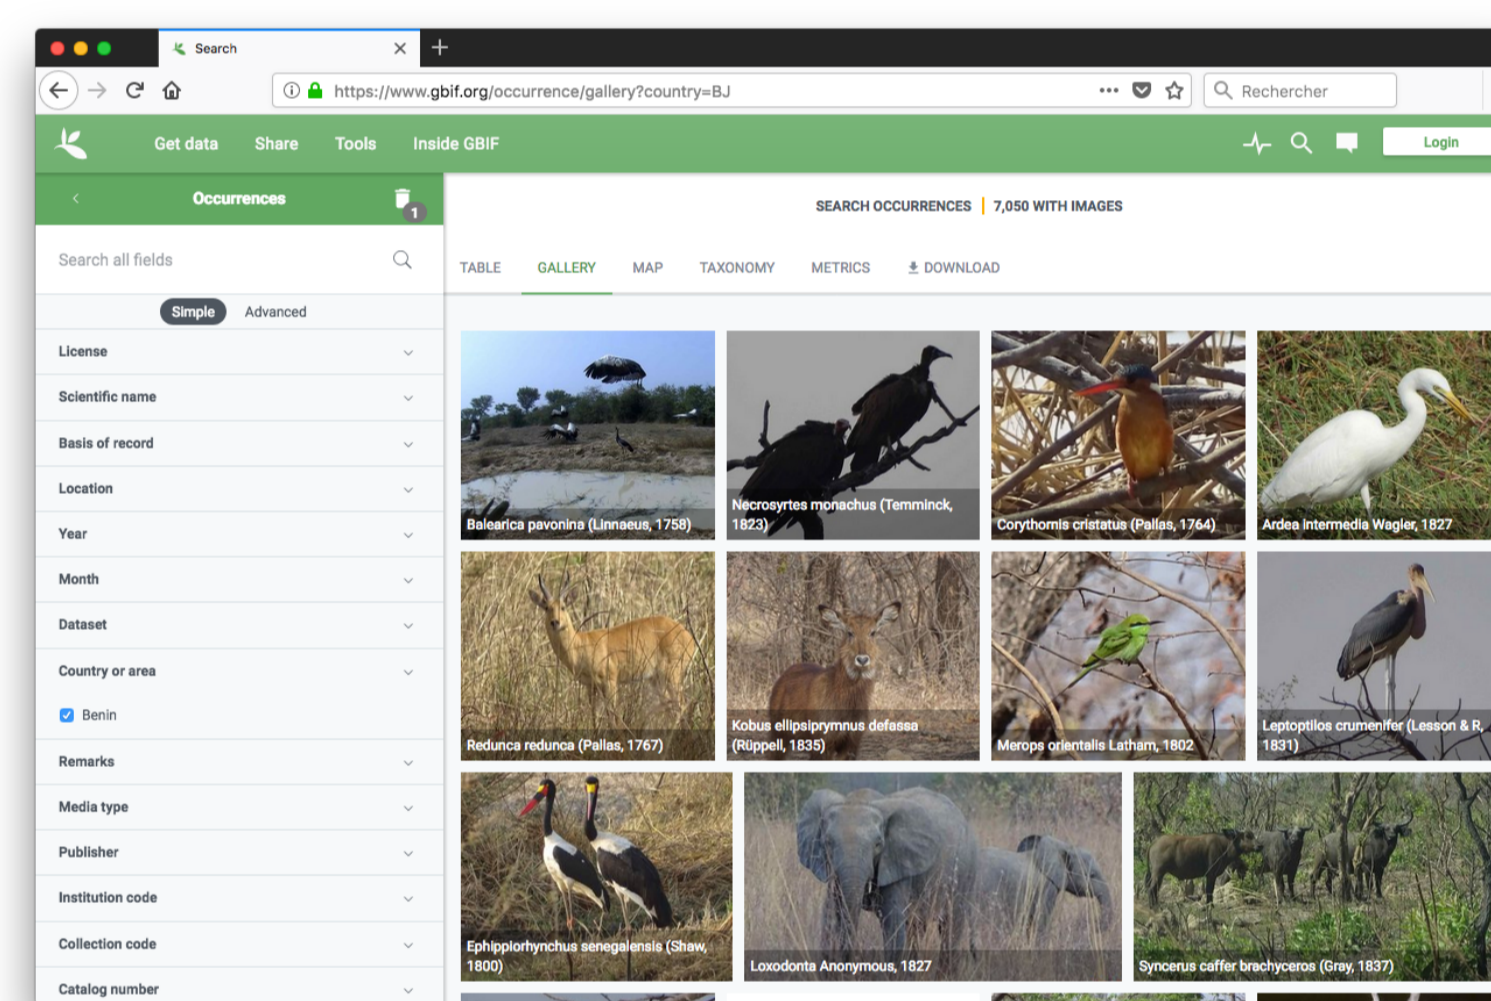 Search
https://www.gbif.org/occurrence/gallery?country=BJ
Rechercher
Get data
Share
Tools
Inside GBIF
Login
Occurrences
1
SEARCH OCCURRENCES
7,050 WITH IMAGES
Search all fields
TABLE
GALLERY
MAP
TAXONOMY
METRICS
DOWNLOAD
Simple
Advanced
License
Scientific name
Basis of record
Location
Year
Month
Dataset
Country or area
Benin
Remarks
Media type
Publisher
Institution code
Collection code
Catalog number
Balearica pavonina (Linnaeus, 1758)
Necrosyrtes monachus (Temminck,
1823)
Corythornis cristatus (Pallas, 1764)
Ardea intermedia Wagler, 1827
Redunca redunca (Pallas, 1767)
Kobus ellipsiprymnus defassa
(Rüppell, 1835)
Merops orientalis Latham, 1802
Leptoptilos crumenifer (Lesson & R,
1831)
Ephippiorhynchus senegalensis (Shaw,
1800)
Loxodonta Anonymous, 1827
Syncerus caffer brachyceros (Gray, 1837)